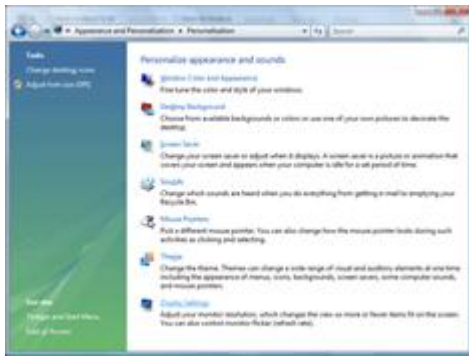 Appearance and Personalization ▸ Personalization
Tasks
Change desktop icons
Adjust font size (DPI)
Personalize appearance and sounds
Window Color and Appearance
Fine tune the color and style of your windows.
Desktop Background
Choose from available backgrounds or colors or use one of your own pictures to decorate the
desktop.
Screen Saver
Change your screen saver or adjust when it displays. A screen saver is a picture or animation that
covers your screen and appears when your computer is idle for a set period of time.
Sounds
Change which sounds are heard when you do everything from getting e-mail to emptying your
Recycle Bin.
Mouse Pointers
Pick a different mouse pointer. You can also change how the mouse pointer looks during such
activities as clicking and selecting.
Theme
Change the theme. Themes can change a wide range of visual and auditory elements at one time
including the appearance of menus, icons, backgrounds, screen savers, some computer sounds,
and mouse pointers.
Display Settings
Adjust your monitor resolution, which changes the view so more or fewer items fit on the screen.
You can also control monitor flicker (refresh rate).
See also
Taskbar and Start Menu
Ease of Access